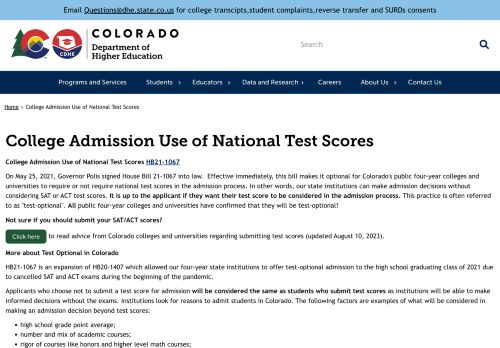 Email Questions@dhe.state.co.us for college transcipts,student complaints,reverse transfer and SURDs consents
COLORADO
Department of
Higher Education
CDHE
Search
Programs and Services Students Educators Data and Research Careers About Us Contact Us
Home > College Admission Use of National Test Scores
College Admission Use of National Test Scores
College Admission Use of National Test Scores HB21-1067
On May 25, 2021, Governor Polis signed House Bill 21-1067 into law. Effectively immediately, this bill makes it optional for Colorado's public four-year colleges and
universities to require or not require national test scores in the admission process. In other words, our state institutions can make admission decisions without
considering SAT or ACT test scores. It is up to the applicant if they want their test score to be considered in the admission process. This practice is often referred
to as "test-optional". All public four-year colleges and universities have confirmed that they will be test-optional!
Not sure if you should submit your SAT/ACT scores?
Click here to read advice from Colorado colleges and universities regarding submitting test scores (updated August 10, 2023).
More about Test Optional in Colorado
HB21-1067 is an expansion of HB20-1407 which allowed our four-year state institutions to offer test-optional admission to the high school graduating class of 2021 due
to cancelled SAT and ACT exams during the beginning of the pandemic.
Applicants who choose not to submit a test score for admission will be considered the same as students who submit test scores as institutions will be able to make
informed decisions without the exams. Institutions look for reasons to admit students in Colorado. The following factors are examples of what will be considered in
making an admission decision beyond test scores:
• high school grade point average;
• number and mix of academic courses;
• rigor of courses like honors and higher level math courses;